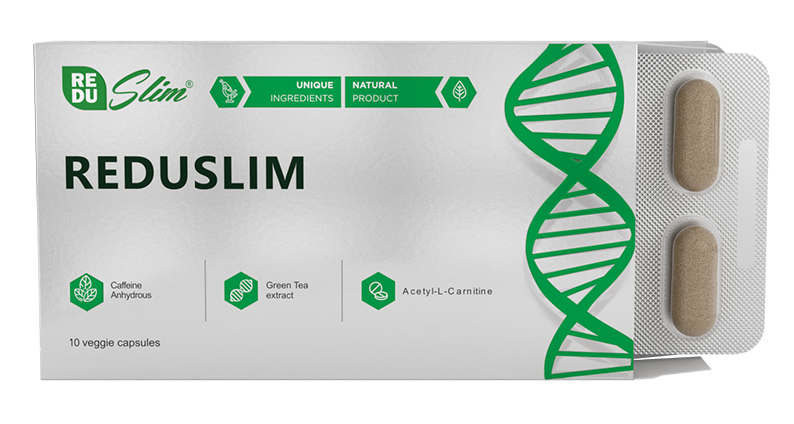 RE
DU
Slim®
UNIQUE
INGREDIENTS
NATURAL
PRODUCT
REDUSLIM
Caffeine
Anhydrous
Green Tea
extract
Acetyl-L-Carnitine
10 veggie capsules